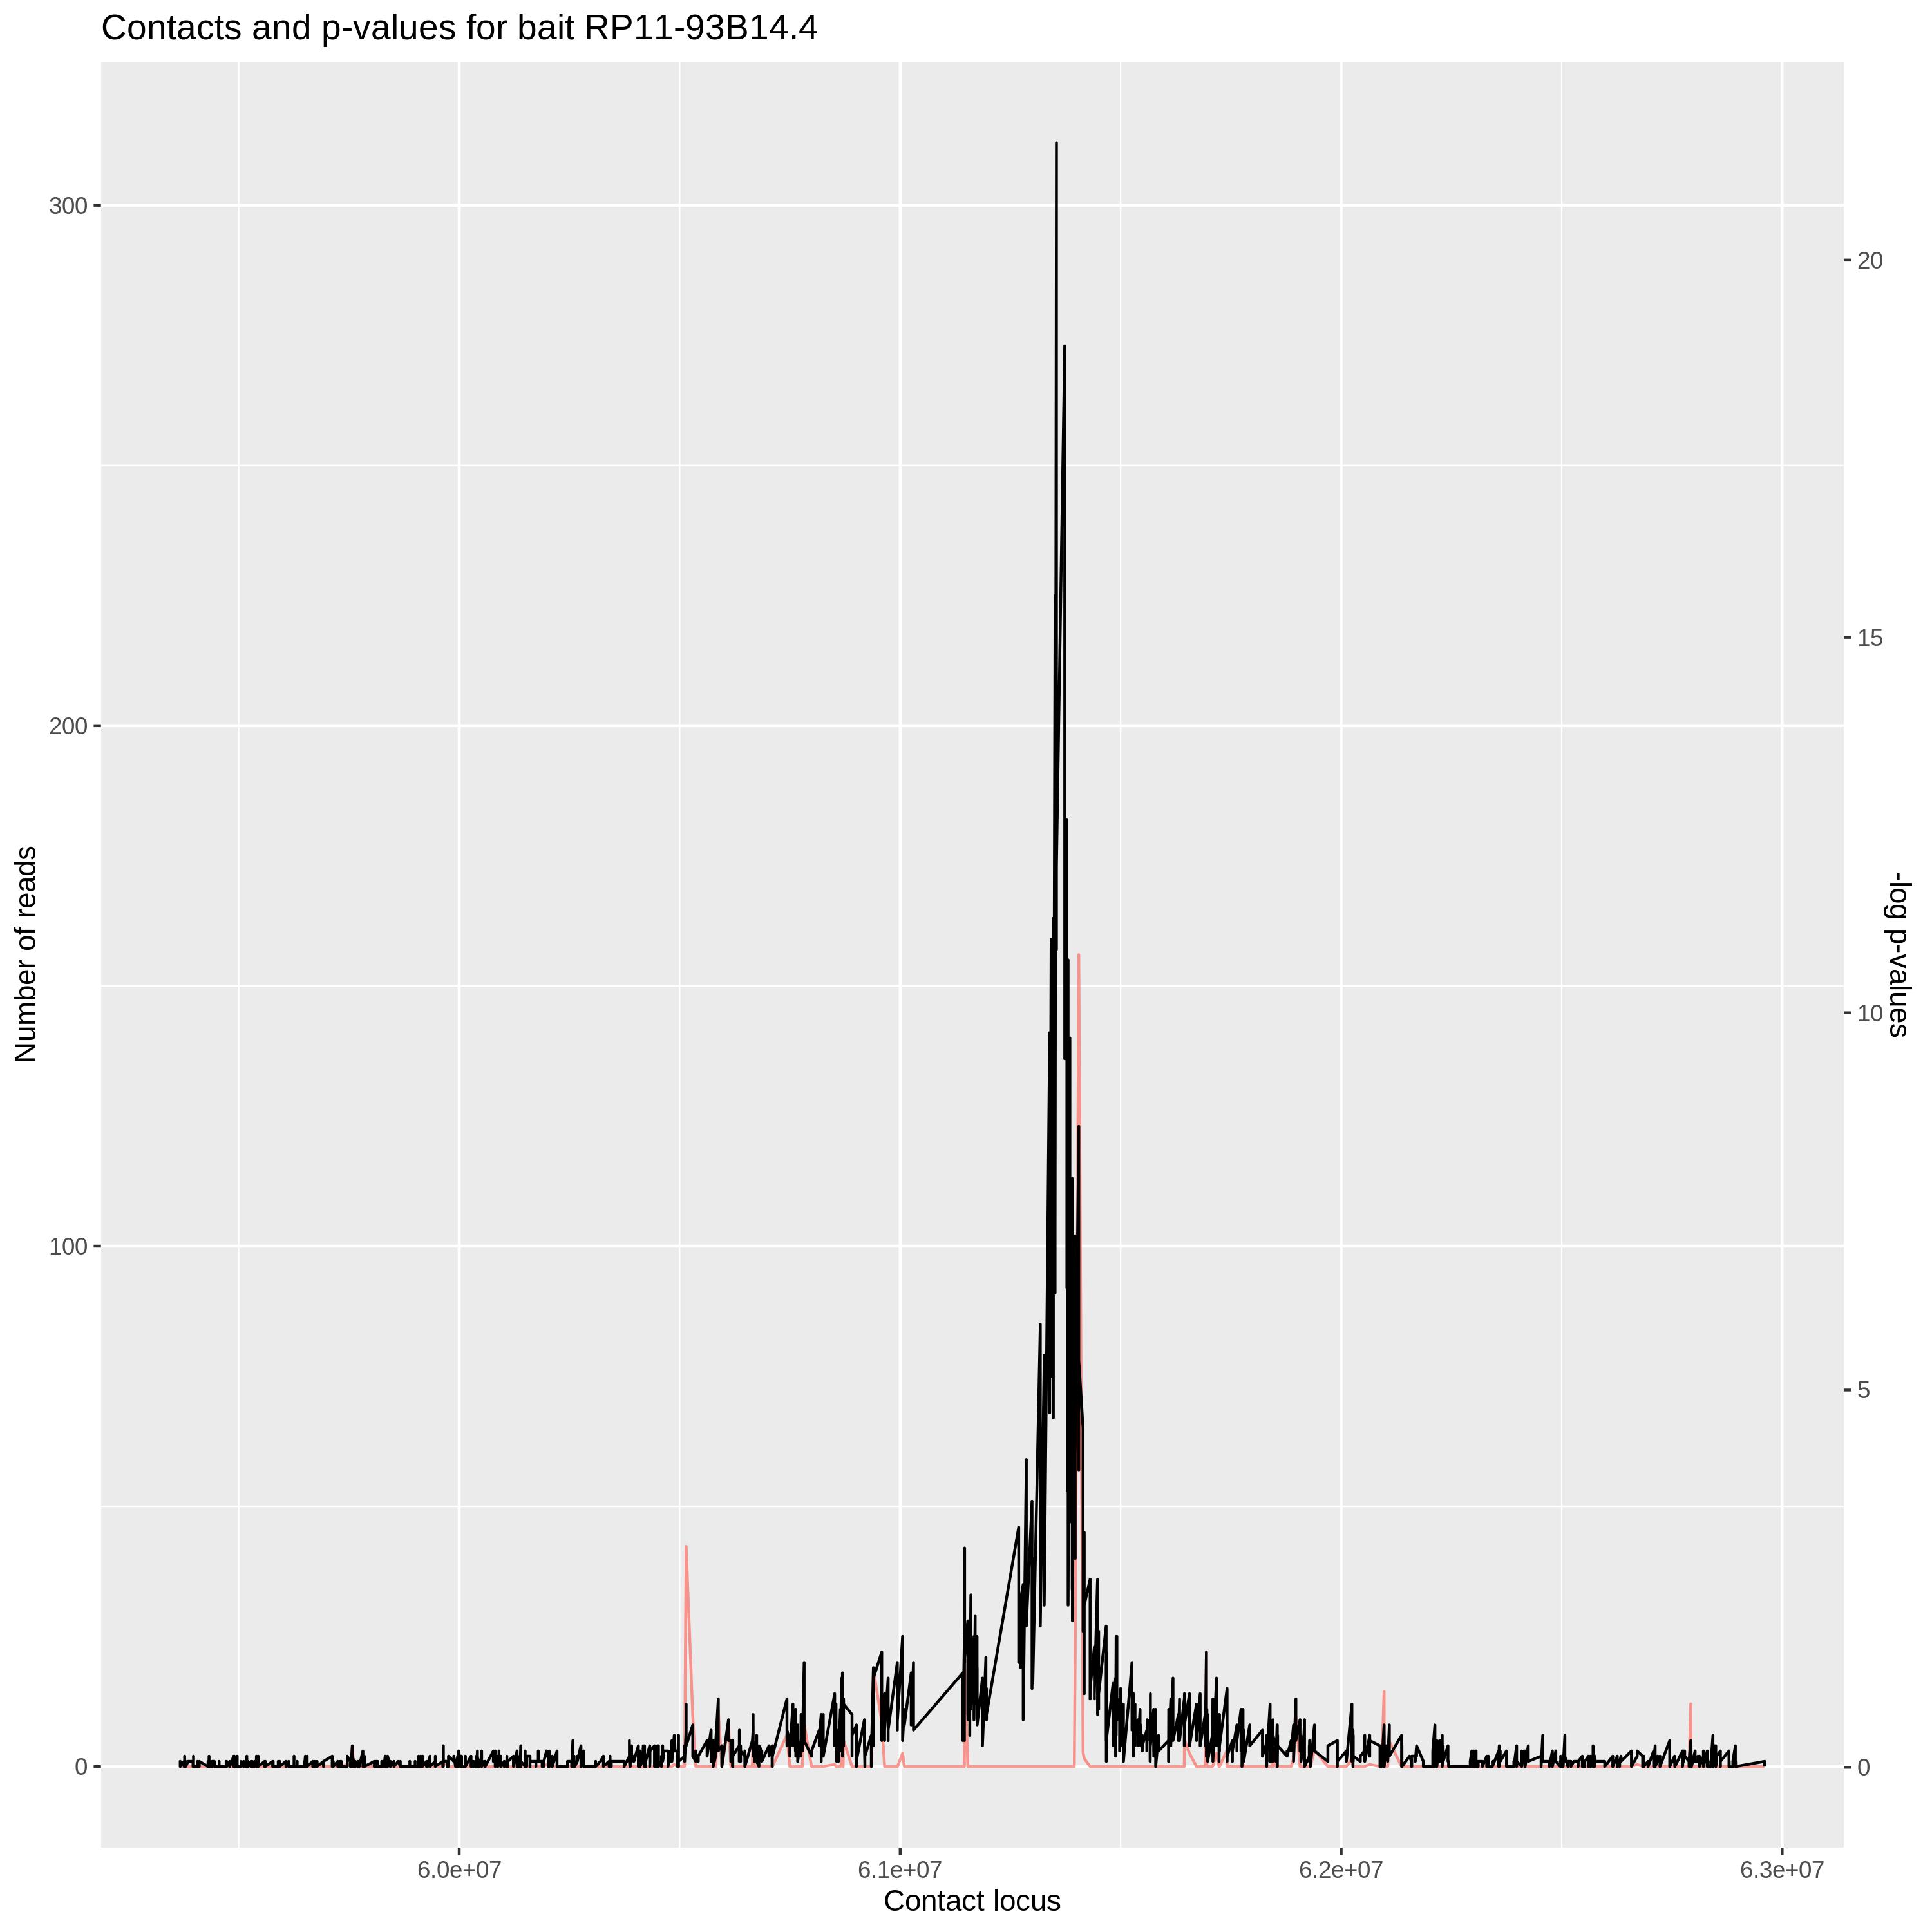 Contacts and p-values for bait RP11-93B14.4
300
200
100
0
Number of reads
20
15
10
5
0
-log p-values
6.0e+07
6.1e+07
6.2e+07
6.3e+07
Contact locus